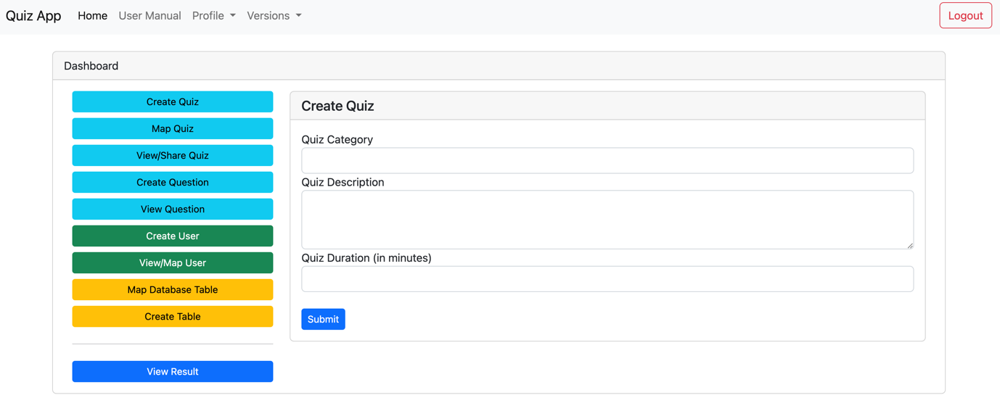 Quiz App Home User Manual Profile Versions Logout
Dashboard
Create Quiz
Map Quiz
View/Share Quiz
Create Question
View Question
Create User
View/Map User
Map Database Table
Create Table
View Result
Create Quiz
Quiz Category
Quiz Description
Quiz Duration (in minutes)
Submit